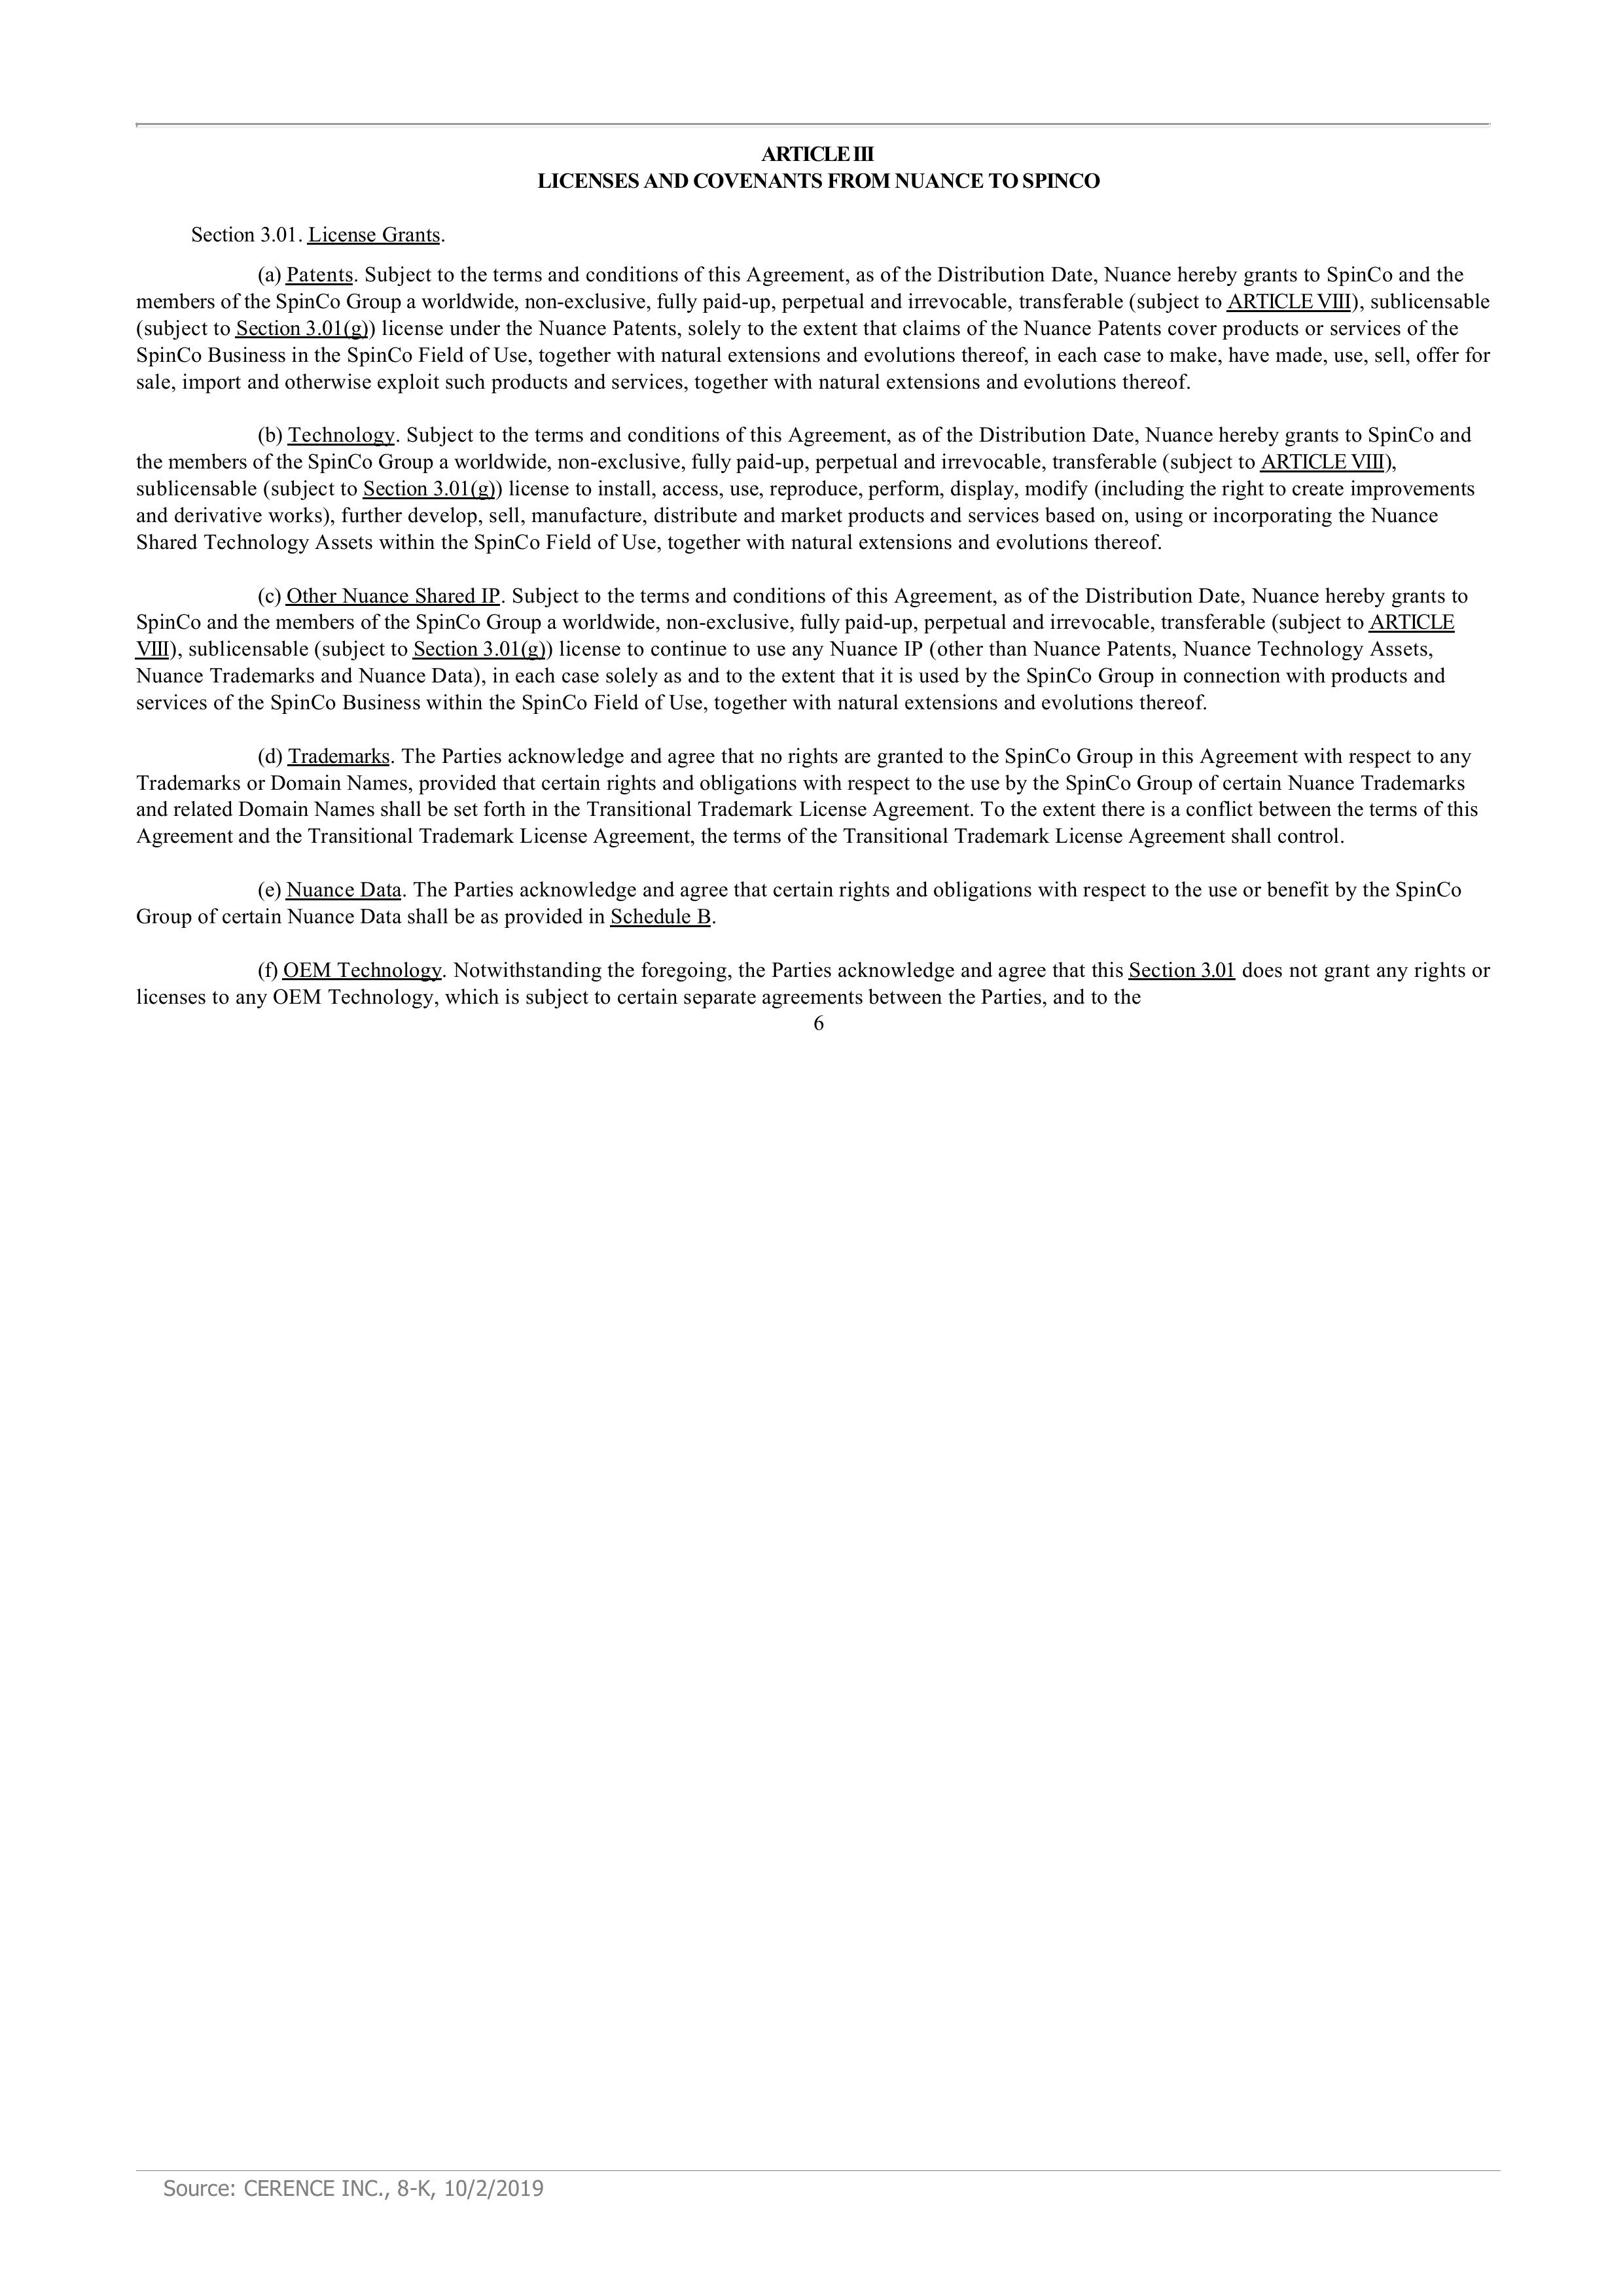 ARTICLE III
LICENSES AND COVENANTS FROM NUANCE TO SPINCO
Section 3.01. License Grants.
(a) Patents. Subject to the terms and conditions of this Agreement, as of the Distribution Date, Nuance hereby grants to SpinCo and the
members of the SpinCo Group a worldwide, non-exclusive, fully paid-up, perpetual and irrevocable, transferable (subject to ARTICLE VIII), sublicensable
(subject to Section 3.01(g)) license under the Nuance Patents, solely to the extent that claims of the Nuance Patents cover products or services of the
SpinCo Business in the SpinCo Field of Use, together with natural extensions and evolutions thereof, in each case to make, have made, use, sell, offer for
sale, import and otherwise exploit such products and services, together with natural extensions and evolutions thereof.
(b) Technology. Subject to the terms and conditions of this Agreement, as of the Distribution Date, Nuance hereby grants to SpinCo and
the members of the SpinCo Group a worldwide, non-exclusive, fully paid-up, perpetual and irrevocable, transferable (subject to ARTICLE VIII),
sublicensable (subject to Section 3.01(g)) license to install, access, use, reproduce, perform, display, modify (including the right to create improvements
and derivative works), further develop, sell, manufacture, distribute and market products and services based on, using or incorporating the Nuance
Shared Technology Assets within the SpinCo Field of Use, together with natural extensions and evolutions thereof.
(c) Other Nuance Shared IP. Subject to the terms and conditions of this Agreement, as of the Distribution Date, Nuance hereby grants to
SpinCo and the members of the SpinCo Group a worldwide, non-exclusive, fully paid-up, perpetual and irrevocable, transferable (subject to ARTICLE
VIII), sublicensable (subject to Section 3.01(g)) license to continue to use any Nuance IP (other than Nuance Patents, Nuance Technology Assets,
Nuance Trademarks and Nuance Data), in each case solely as and to the extent that it is used by the SpinCo Group in connection with products and
services of the SpinCo Business within the SpinCo Field of Use, together with natural extensions and evolutions thereof.
(d) Trademarks. The Parties acknowledge and agree that no rights are granted to the SpinCo Group in this Agreement with respect to any
Trademarks or Domain Names, provided that certain rights and obligations with respect to the use by the SpinCo Group of certain Nuance Trademarks
and related Domain Names shall be set forth in the Transitional Trademark License Agreement. To the extent there is a conflict between the terms of this
Agreement and the Transitional Trademark License Agreement, the terms of the Transitional Trademark License Agreement shall control.
(e) Nuance Data. The Parties acknowledge and agree that certain rights and obligations with respect to the use or benefit by the SpinCo
Group of certain Nuance Data shall be as provided in Schedule B.
(f) OEM Technology. Notwithstanding the foregoing, the Parties acknowledge and agree that this Section 3.01 does not grant any rights or
licenses to any OEM Technology, which is subject to certain separate agreements between the Parties, and to the
6
Source: CERENCE INC., 8-K, 10/2/2019